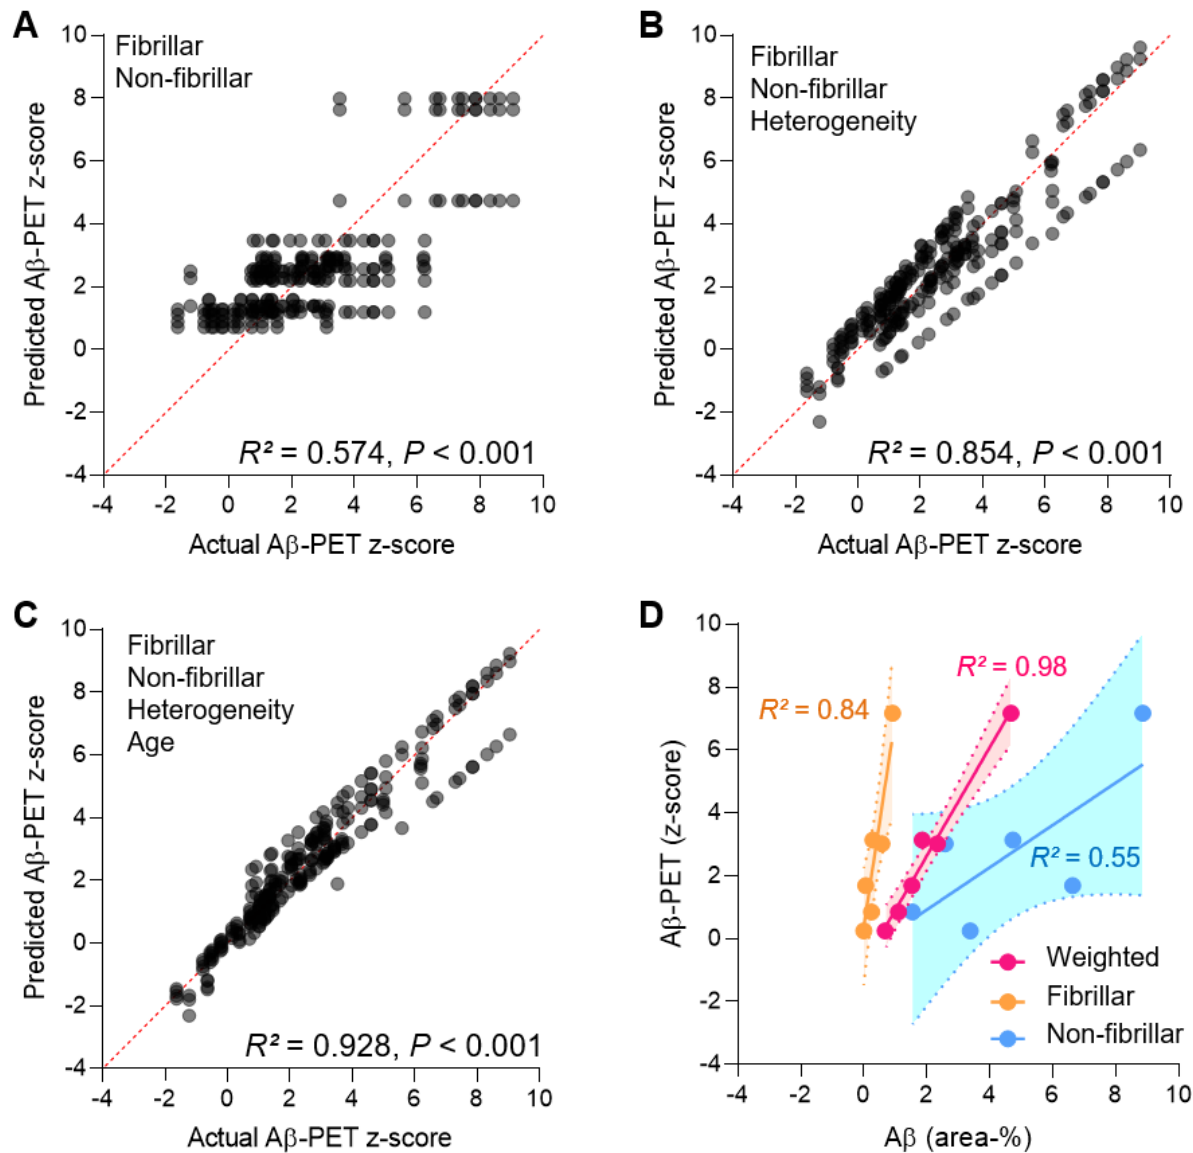 A
Fibrillar
Non-fibrillar
Predicted Aβ-PET z-score
10
8
6
4
2
0
-2
-4
R² = 0.574, P < 0.001
-4 -2 0 2 4 6 8 10
Actual Aβ-PET z-score
B
Fibrillar
Non-fibrillar
Heterogeneity
Predicted Aβ-PET z-score
10
8
6
4
2
0
-2
-4
R² = 0.854, P < 0.001
-4 -2 0 2 4 6 8 10
Actual Aβ-PET z-score
C
Fibrillar
Non-fibrillar
Heterogeneity
Age
Predicted Aβ-PET z-score
10
8
6
4
2
0
-2
-4
R² = 0.928, P < 0.001
-4 -2 0 2 4 6 8 10
Actual Aβ-PET z-score
D
Aβ-PET (z-score)
10
8
6
4
2
0
-2
-4
R² = 0.98
R² = 0.84
R² = 0.55
Weighted
Fibrillar
Non-fibrillar
-4 -2 0 2 4 6 8 10
Aβ (area-%)